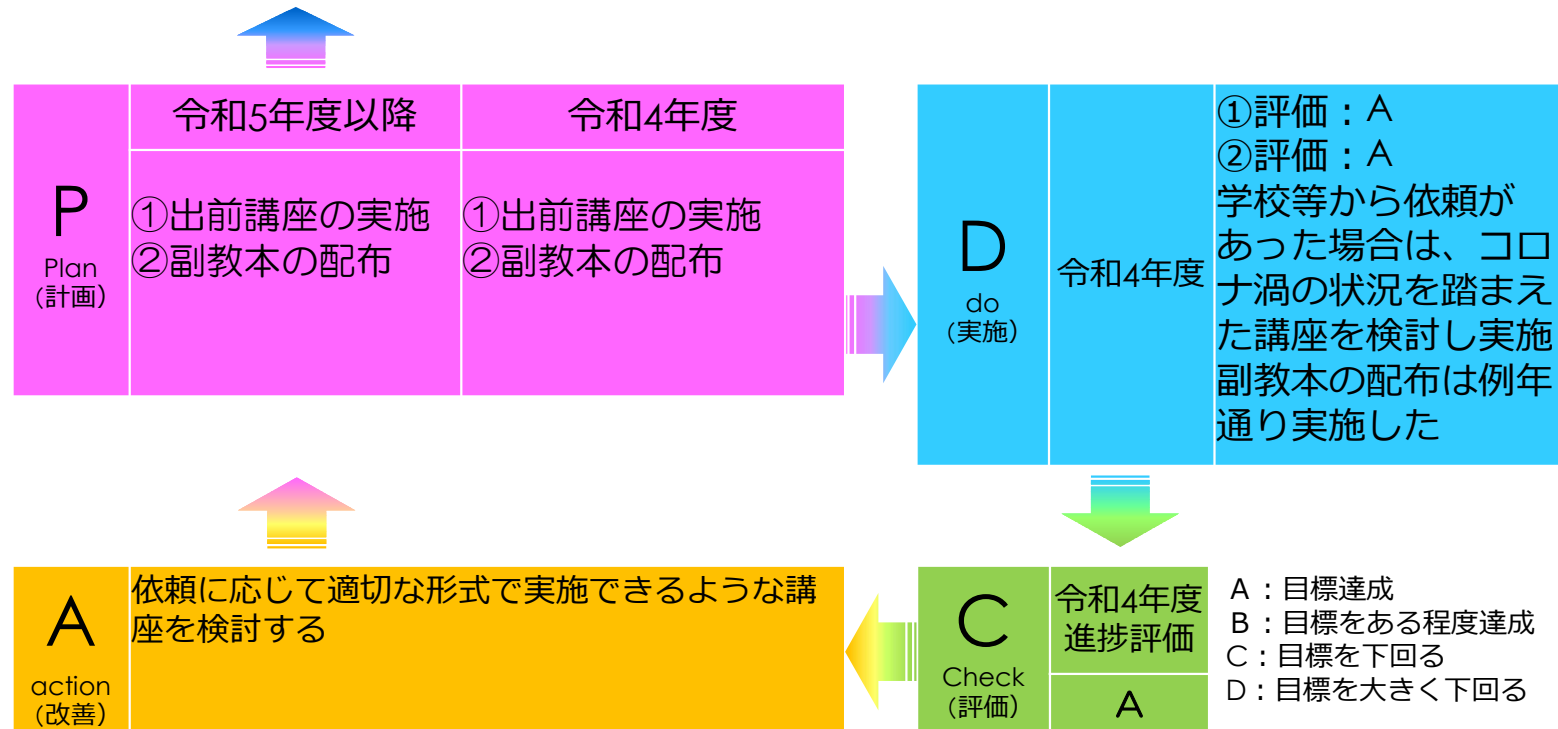 P
Plan
(計画)
令和5年度以降
令和4年度
①出前講座の実施
②副教本の配布
①出前講座の実施
②副教本の配布
D
do
(実施)
令和4年度
①評価：A
②評価：A
学校等から依頼が
あった場合は、コロ
ナ渦の状況を踏まえ
た講座を検討し実施
副教本の配布は例年
通り実施した
A
action
(改善)
依頼に応じて適切な形式で実施できるような講
座を検討する
C
Check
(評価)
令和4年度
進捗評価
A
A：目標達成
B：目標をある程度達成
C：目標を下回る
D：目標を大きく下回る